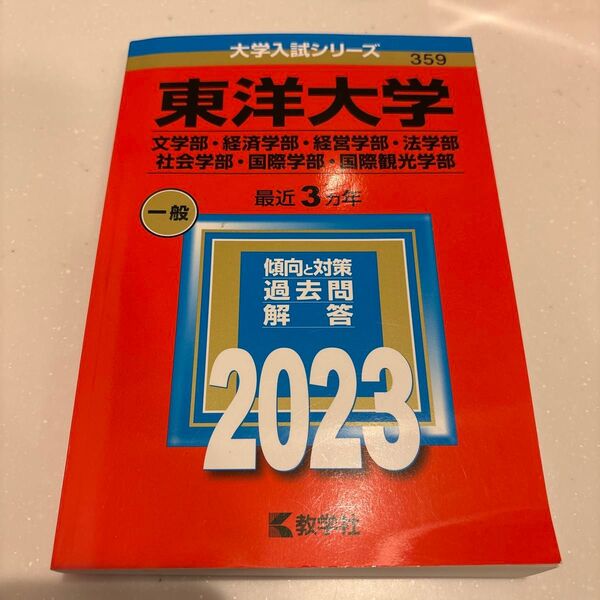 大学入試シリーズ
359
東洋大学
文学部・経済学部・経営学部・法学部
社会学部・国際学部・国際観光学部
最近3カ年
一般
傾向と対策
過去問
解答
2023
教学社